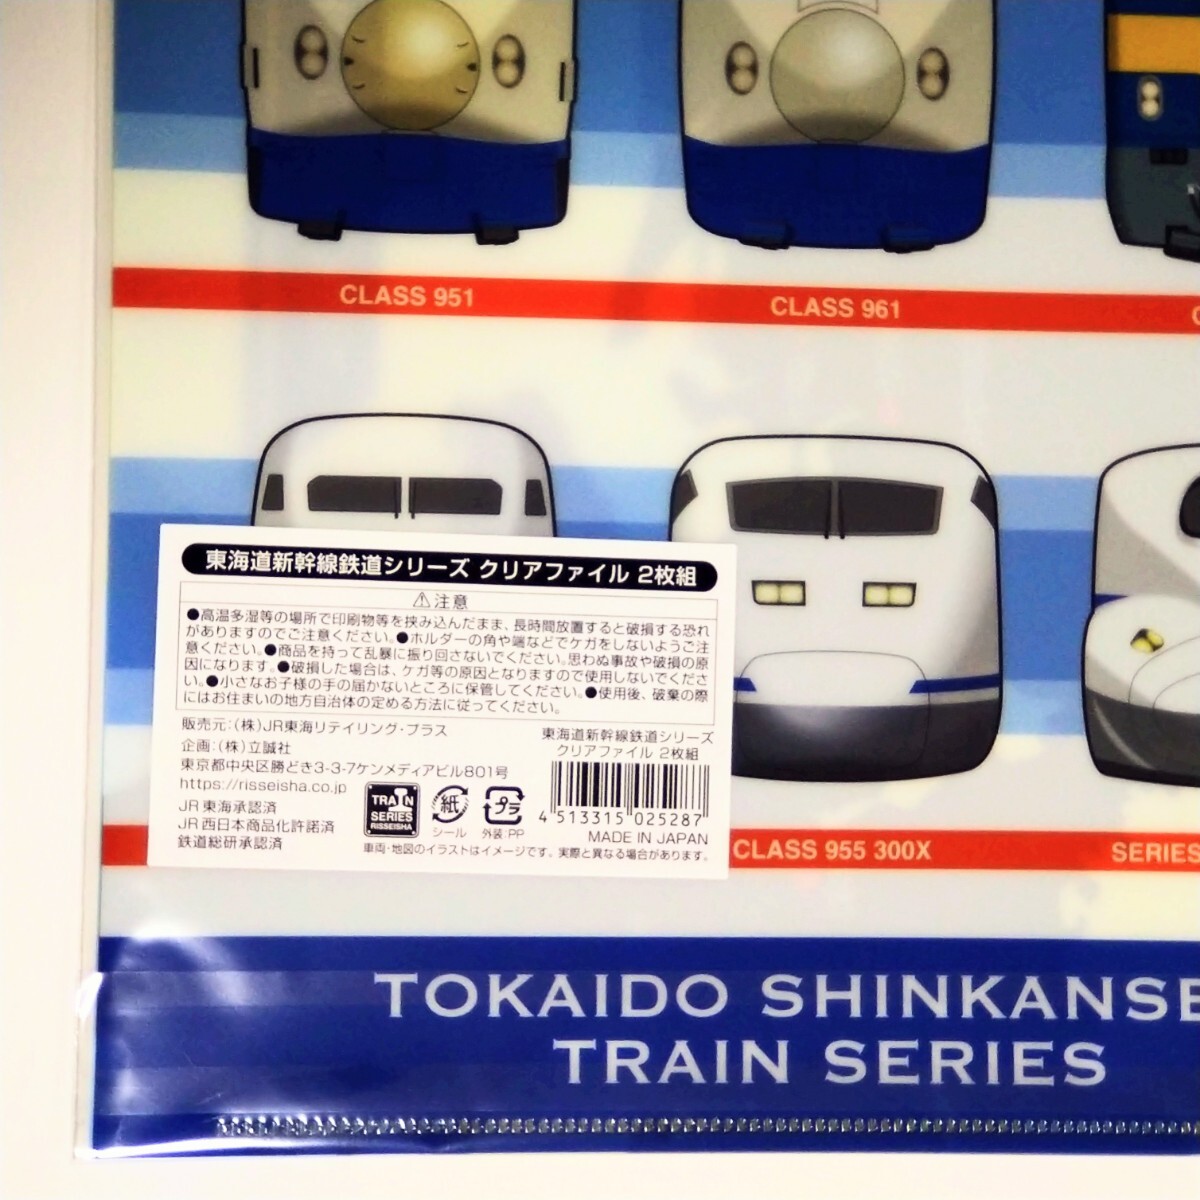 CLASS 951
CLASS 961
東海道新幹線鉄道シリーズ クリアファイル 2枚組
⚠注意
●高温多湿等の場所で印刷物等を挟み込んだまま、長時間放置すると破損する恐れ
がありますのでご注意ください。●ホルダーの角や端などでケガをしないようご注
意ください。●商品を持って乱暴に振り回さないでください。思わぬ事故や破損の原
因になります。●破損した場合は、ケガ等の原因となりますので使用しないでくださ
い。●小さなお子様の手の届かないところに保管してください。●使用後、破棄の際
にはお住まいの地方自治体の定める方法に従ってください。
販売元:(株)JR東海リテイリング・プラス
企画:(株)立誠社
東京都中央区勝どき3-3-7ケンメディアビル801号
https://risseisha.co.jp
JR東海承認済
JR西日本商品化許諾済
鉄道総研承認済
TRAIN
SERIES
RISSEISHA
紙
シール
プラ
外装:PP
東海道新幹線鉄道シリーズ
クリアファイル 2枚組
4 513315 025287
MADE IN JAPAN
車両・地図のイラストはイメージです。実際と異なる場合があります。
CLASS 955 300X
SERIES
TOKAIDO SHINKANSE
TRAIN SERIES